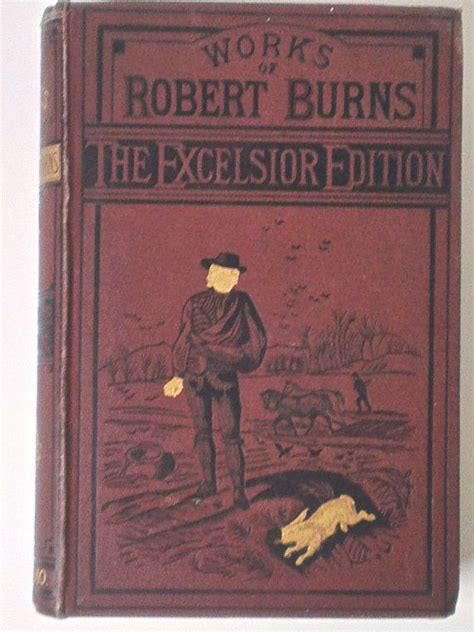 WORKS
OF
ROBERT BURNS
THE EXCELSIOR EDITION